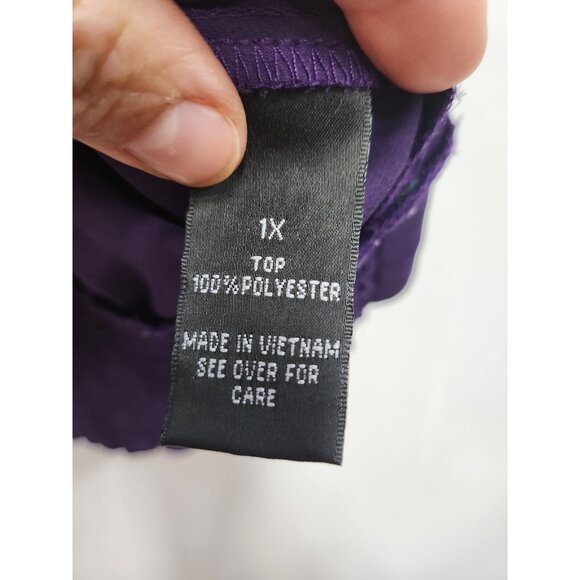 1X
TOP
100%POLYESTER
MADE IN VIETNAM
SEE OVER FOR
CARE